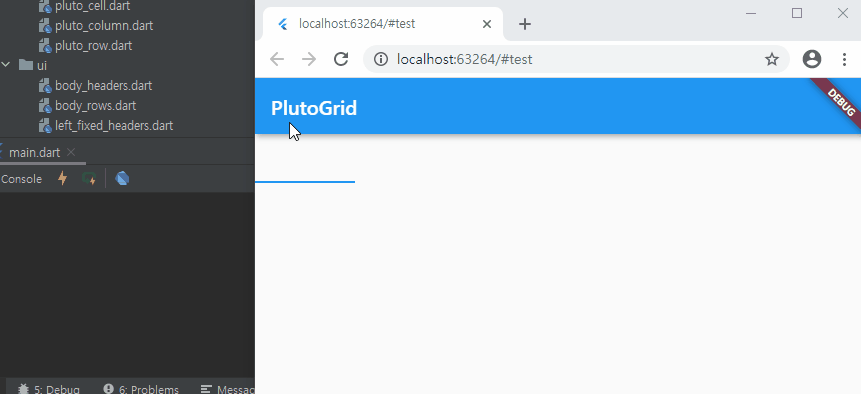 pluto_cell.dart
pluto_column.dart
pluto_row.dart
ui
body_headers.dart
body_rows.dart
left_fixed_headers.dart
main.dart
Console
5: Debug
6: Problems
Messag
localhost:63264/#test
localhost:63264/#test
PlutoGrid
DEBUG